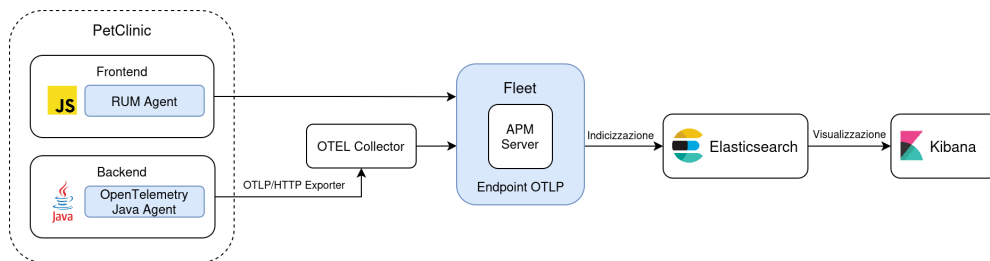 PetClinic
Frontend
JS
RUM Agent
Backend
Java
OpenTelemetry
Java Agent
OTLP/HTTP Exporter
OTEL Collector
Fleet
APM
Server
Endpoint OTLP
Indicizzazione
Elasticsearch
Visualizzazione
Kibana